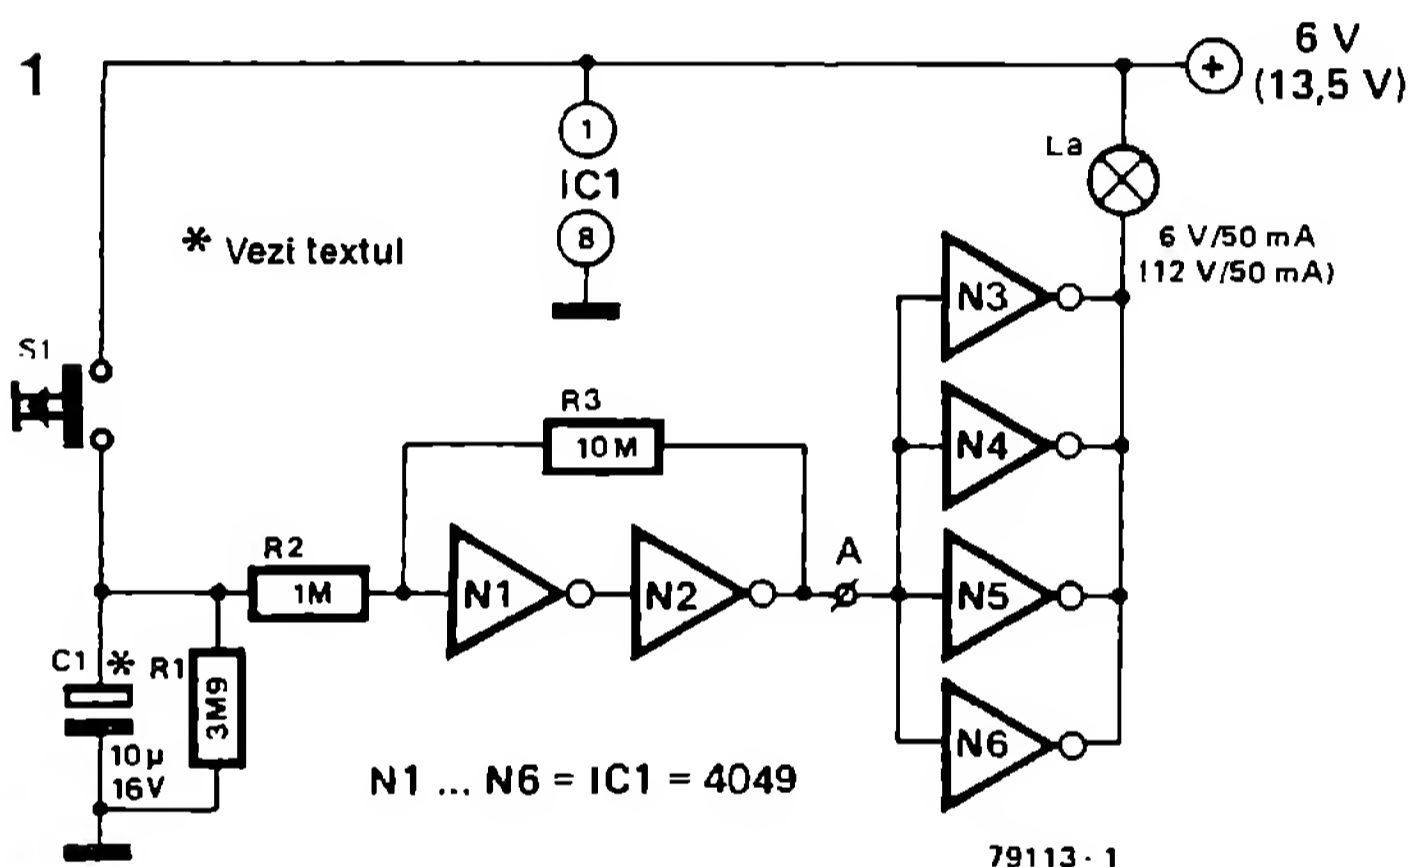 1
6 V
(13,5 V)
1
IC1
8
La
* Vezi textul
6 V/50 mA
(12 V/50 mA)
N3
S1
R3
10 M
N4
A
R2
1M
N1
N2
N5
C1 *
R1
3M9
10 µ
16V
N6
N1 ... N6 = IC1 = 4049
79113 - 1